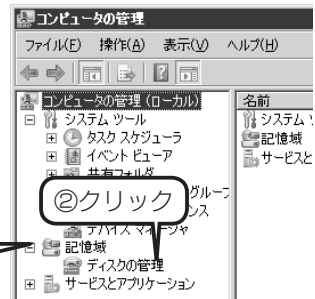 コンピュータの管理
ファイル(F) 操作(A) 表示(V) ヘルプ(H)
コンピュータの管理 (ローカル)
システム ツール
タスク スケジューラ
イベント ビューア
共有フォルダ
グループ
ンス
デバイス マネージャ
記憶域
ディスクの管理
サービスとアプリケーション
②クリック
名前
システム
記憶域
サービスと